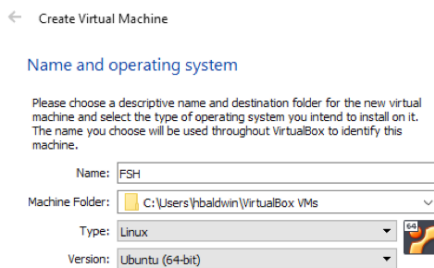 Create Virtual Machine
Name and operating system
Please choose a descriptive name and destination folder for the new virtual
machine and select the type of operating system you intend to install on it.
The name you choose will be used throughout VirtualBox to identify this
machine.
Name: FSH
Machine Folder: C:\Users\hbaldwin\VirtualBox VMs
Type: Linux
64
Version: Ubuntu (64-bit)